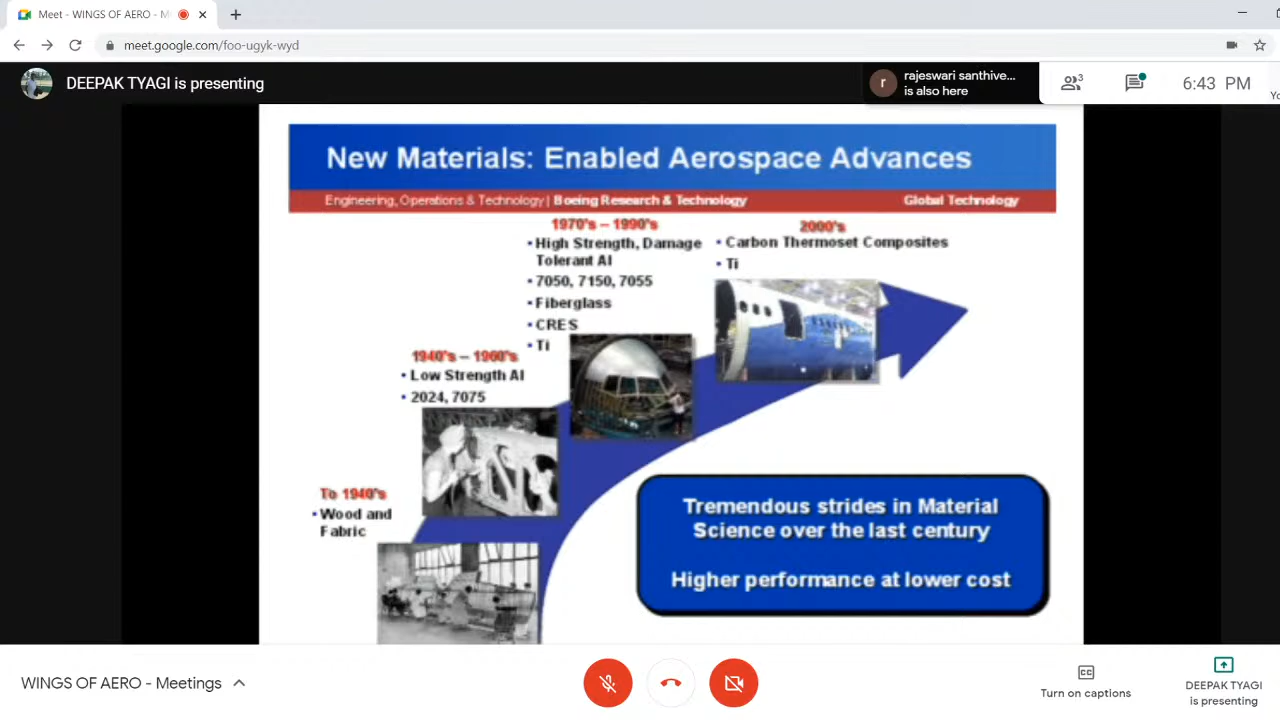 Meet - WINGS OF AERO - M
meet.google.com/foo-ugyk-wyd
DEEPAK TYAGI is presenting
r
rajeswari santhive...
is also here
3
6:43 PM
Yo
New Materials: Enabled Aerospace Advances
Engineering, Operations & Technology | Boeing Research & Technology
Global Technology
1970's – 1990's
• High Strength, Damage
Tolerant Al
• 7050, 7150, 7055
• Fiberglass
• CRES
• Ti
2000's
• Carbon Thermoset Composites
• Ti
1940's – 1960's
• Low Strength Al
• 2024, 7075
To 1940's
• Wood and
Fabric
Tremendous strides in Material
Science over the last century
Higher performance at lower cost
WINGS OF AERO - Meetings
CC
Turn on captions
DEEPAK TYAGI
is presenting